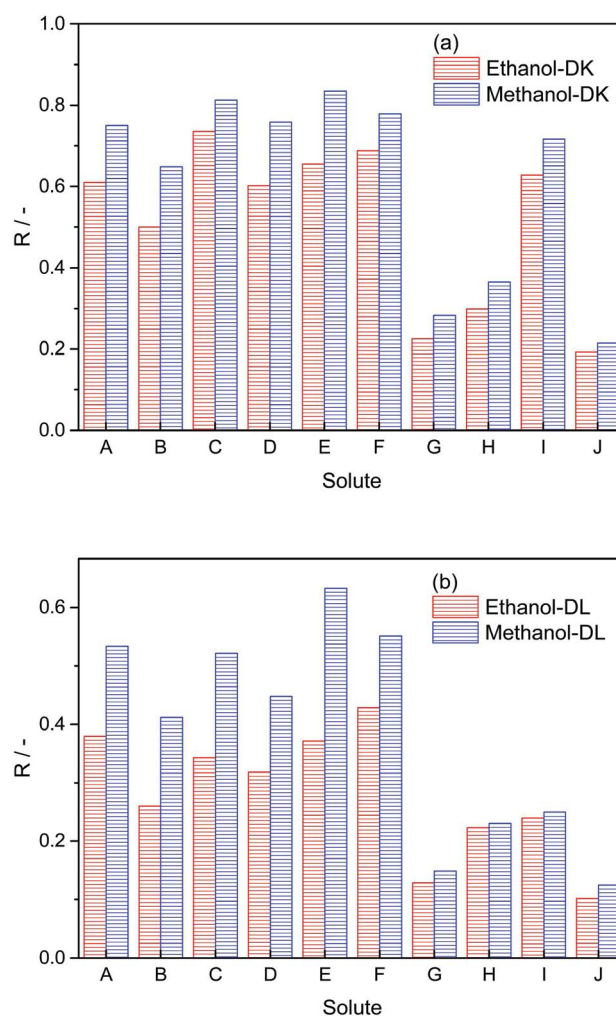 1.0
(a)
Ethanol-DK
Methanol-DK
0.8
0.6
R / -
0.4
0.2
0.0
A B C D E F G H I J
Solute
(b)
Ethanol-DL
Methanol-DL
0.6
R / -
0.4
0.2
0.0
A B C D E F G H I J
Solute